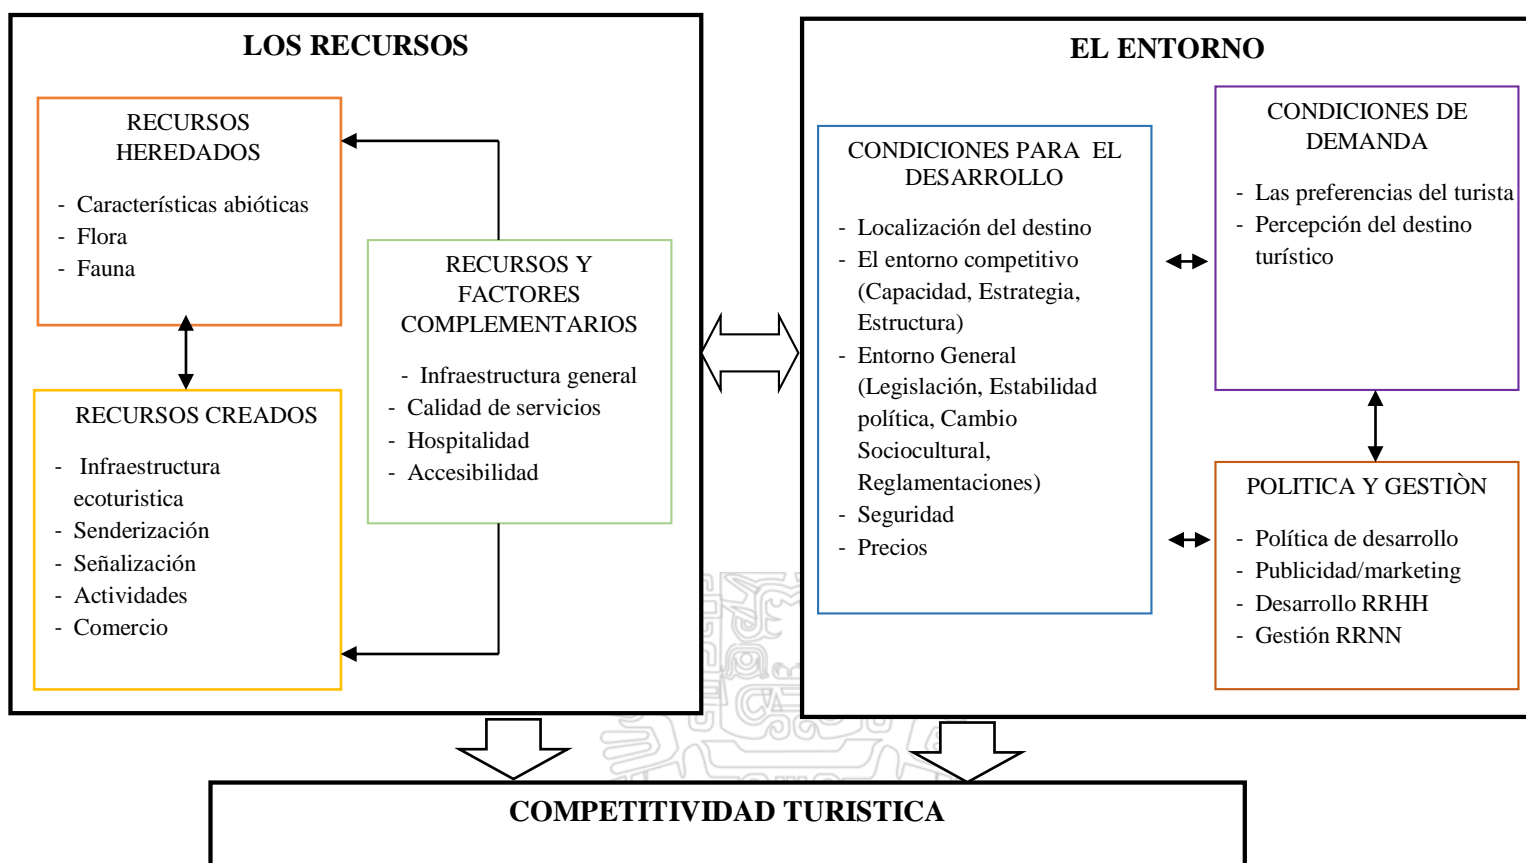 LOS RECURSOS
RECURSOS
HEREDADOS
- Características abióticas
- Flora
- Fauna
RECURSOS CREADOS
- Infraestructura
ecoturistica
- Senderización
- Señalización
- Actividades
- Comercio
RECURSOS Y
FACTORES
COMPLEMENTARIOS
- Infraestructura general
- Calidad de servicios
- Hospitalidad
- Accesibilidad
EL ENTORNO
CONDICIONES PARA EL
DESARROLLO
- Localización del destino
- El entorno competitivo
(Capacidad, Estrategia,
Estructura)
- Entorno General
(Legislación, Estabilidad
política, Cambio
Sociocultural,
Reglamentaciones)
- Seguridad
- Precios
CONDICIONES DE
DEMANDA
- Las preferencias del turista
- Percepción del destino
turístico
POLITICA Y GESTIÒN
- Política de desarrollo
- Publicidad/marketing
- Desarrollo RRHH
- Gestión RRNN
COMPETITIVIDAD TURISTICA